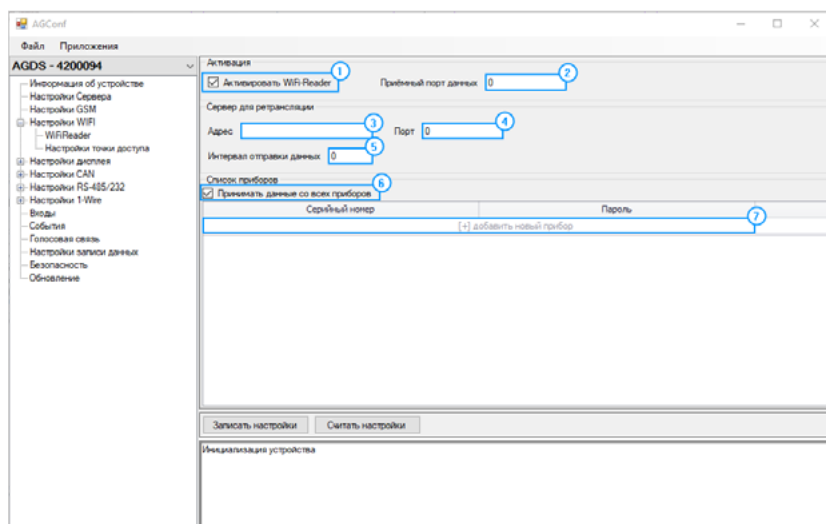 AGConf
Файл Приложения
AGDS - 4200094
Информация об устройстве
Настройки Сервера
Настройки GSM
Настройки WIFI
WiFiReader
Настройки точки доступа
Настройки дисплея
Настройки CAN
Настройки RS-485/232
Настройки 1-Wire
Входы
События
Голосовая связь
Настройки записи данных
Безопасность
Обновление
Активация
1
Активировать WiFi-Reader
Приёмный порт данных 0
2
Сервер для ретрансляции
Адрес
3
Порт 0
4
Интервал отправки данных 0
5
Список приборов
6
Принимать данные со всех приборов
Серийный номер Пароль
[+] добавить новый прибор
7
Записать настройки Считать настройки
Инициализация устройства